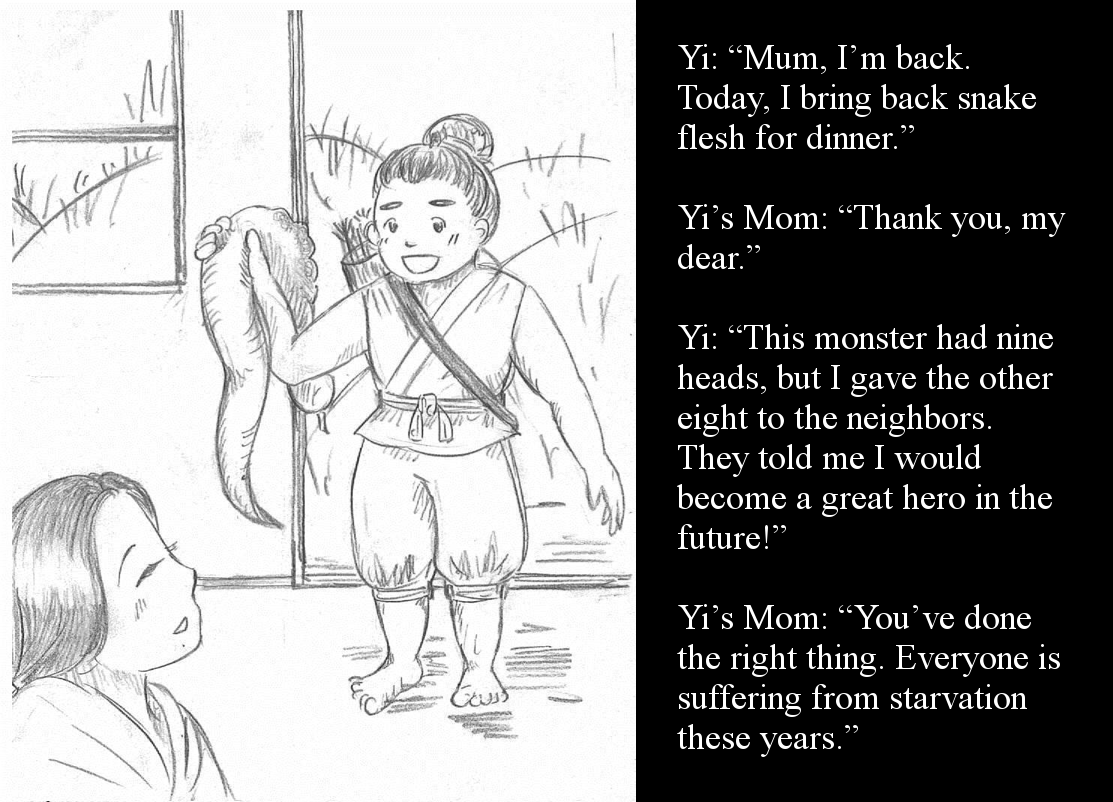 Yi: “Mum, I’m back.
Today, I bring back snake
flesh for dinner.”
Yi’s Mom: “Thank you, my
dear.”
Yi: “This monster had nine
heads, but I gave the other
eight to the neighbors.
They told me I would
become a great hero in the
future!”
Yi’s Mom: “You’ve done
the right thing. Everyone is
suffering from starvation
these years.”